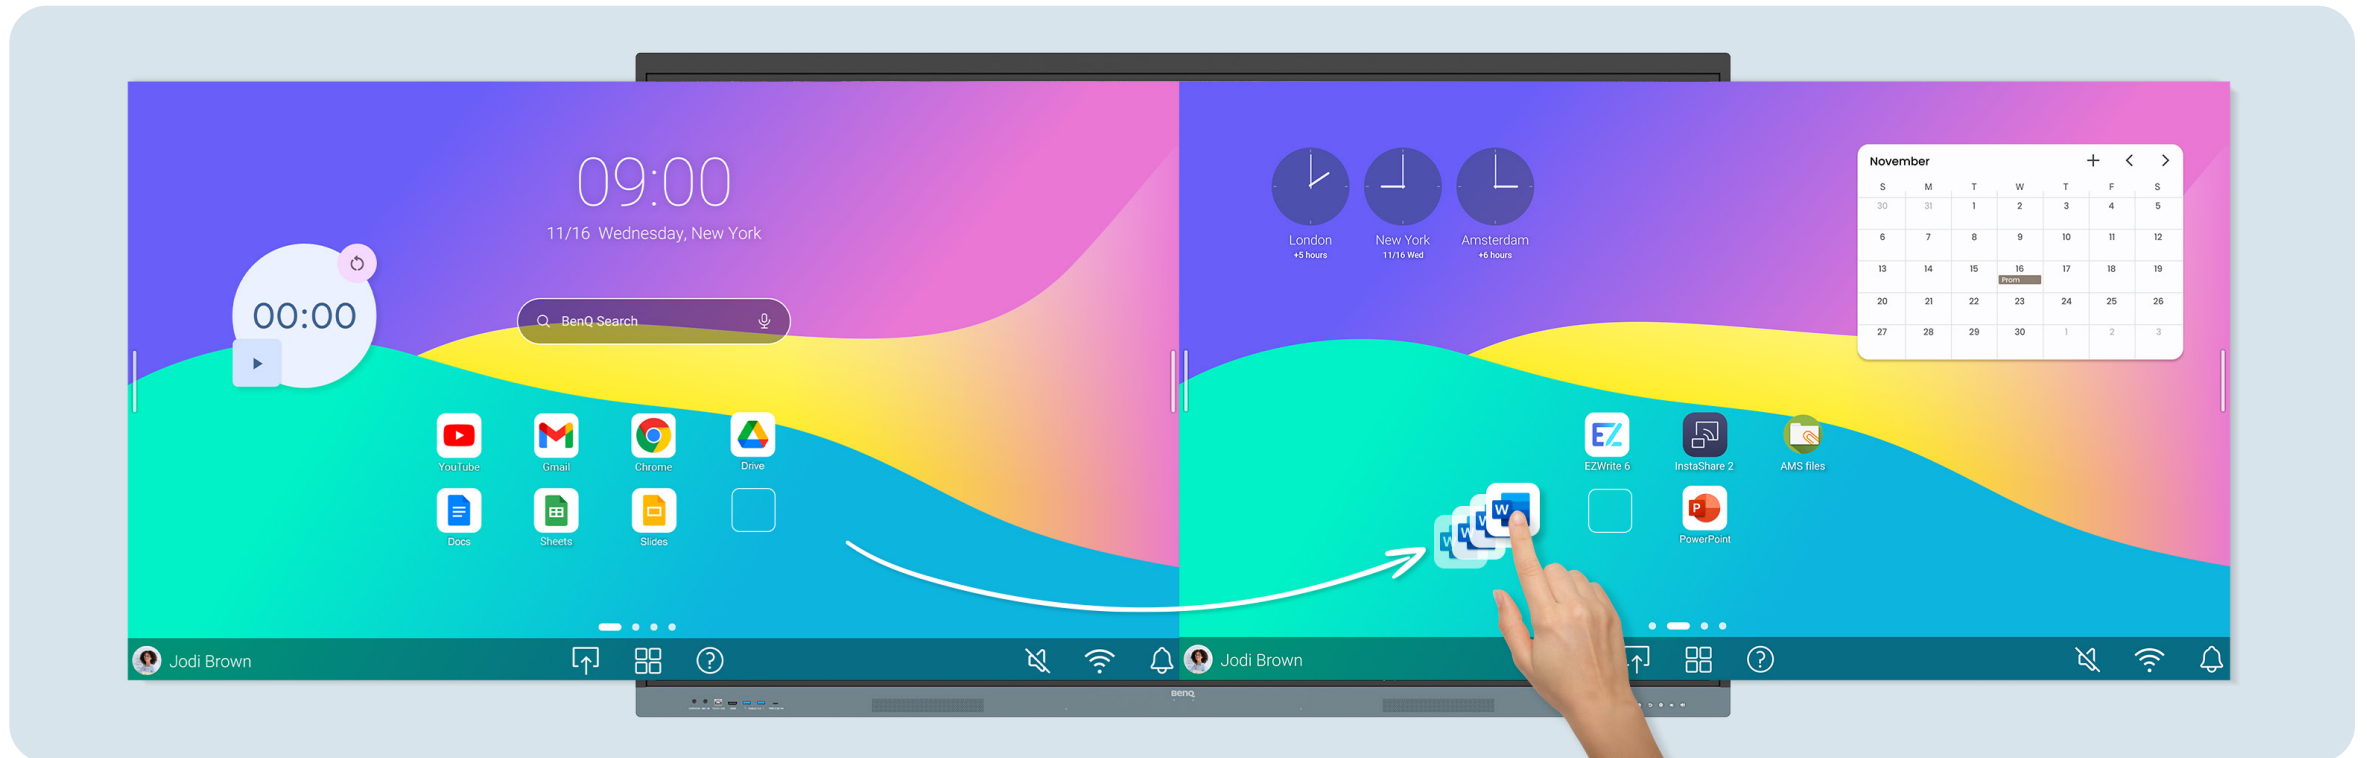 09:00
11/16 Wednesday, New York
00:00
BenQ Search
YouTube
Gmail
Chrome
Drive
Docs
Sheets
Slides
Jodi Brown
London
+5 hours
New York
11/16 Wed
Amsterdam
+6 hours
November
S M T W T F S
30 31 1 2 3 4 5
6 7 8 9 10 11 12
13 14 15 16 17 18 19
Prom
20 21 22 23 24 25 26
27 28 29 30 1 2 3
EZ
EZWrite 6
InstaShare 2
AMS files
W
W
W
W
P
PowerPoint
Jodi Brown
BenQ